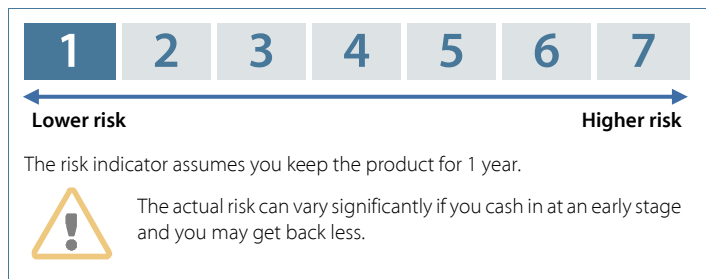 1 2 3 4 5 6 7
Lower risk Higher risk
The risk indicator assumes you keep the product for 1 year.
The actual risk can vary significantly if you cash in at an early stage
and you may get back less.